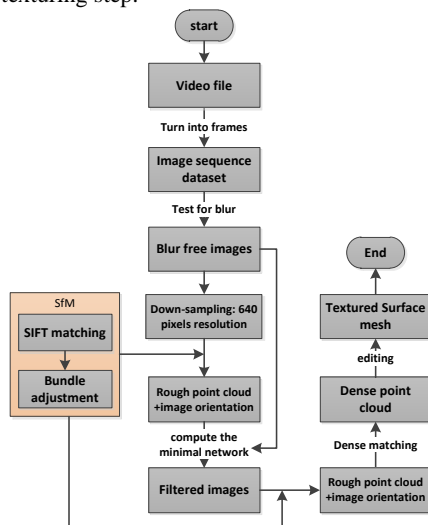 texturing step.
start
Video file
Turn into frames
Image sequence
dataset
Test for blur
Blur free images
Down-sampling: 640
pixels resolution
SfM
SIFT matching
Bundle
adjustment
Rough point cloud
+image orientation
compute the
minimal network
Filtered images
End
Textured Surface
mesh
editing
Dense point
cloud
Dense matching
Rough point cloud
+image orientation